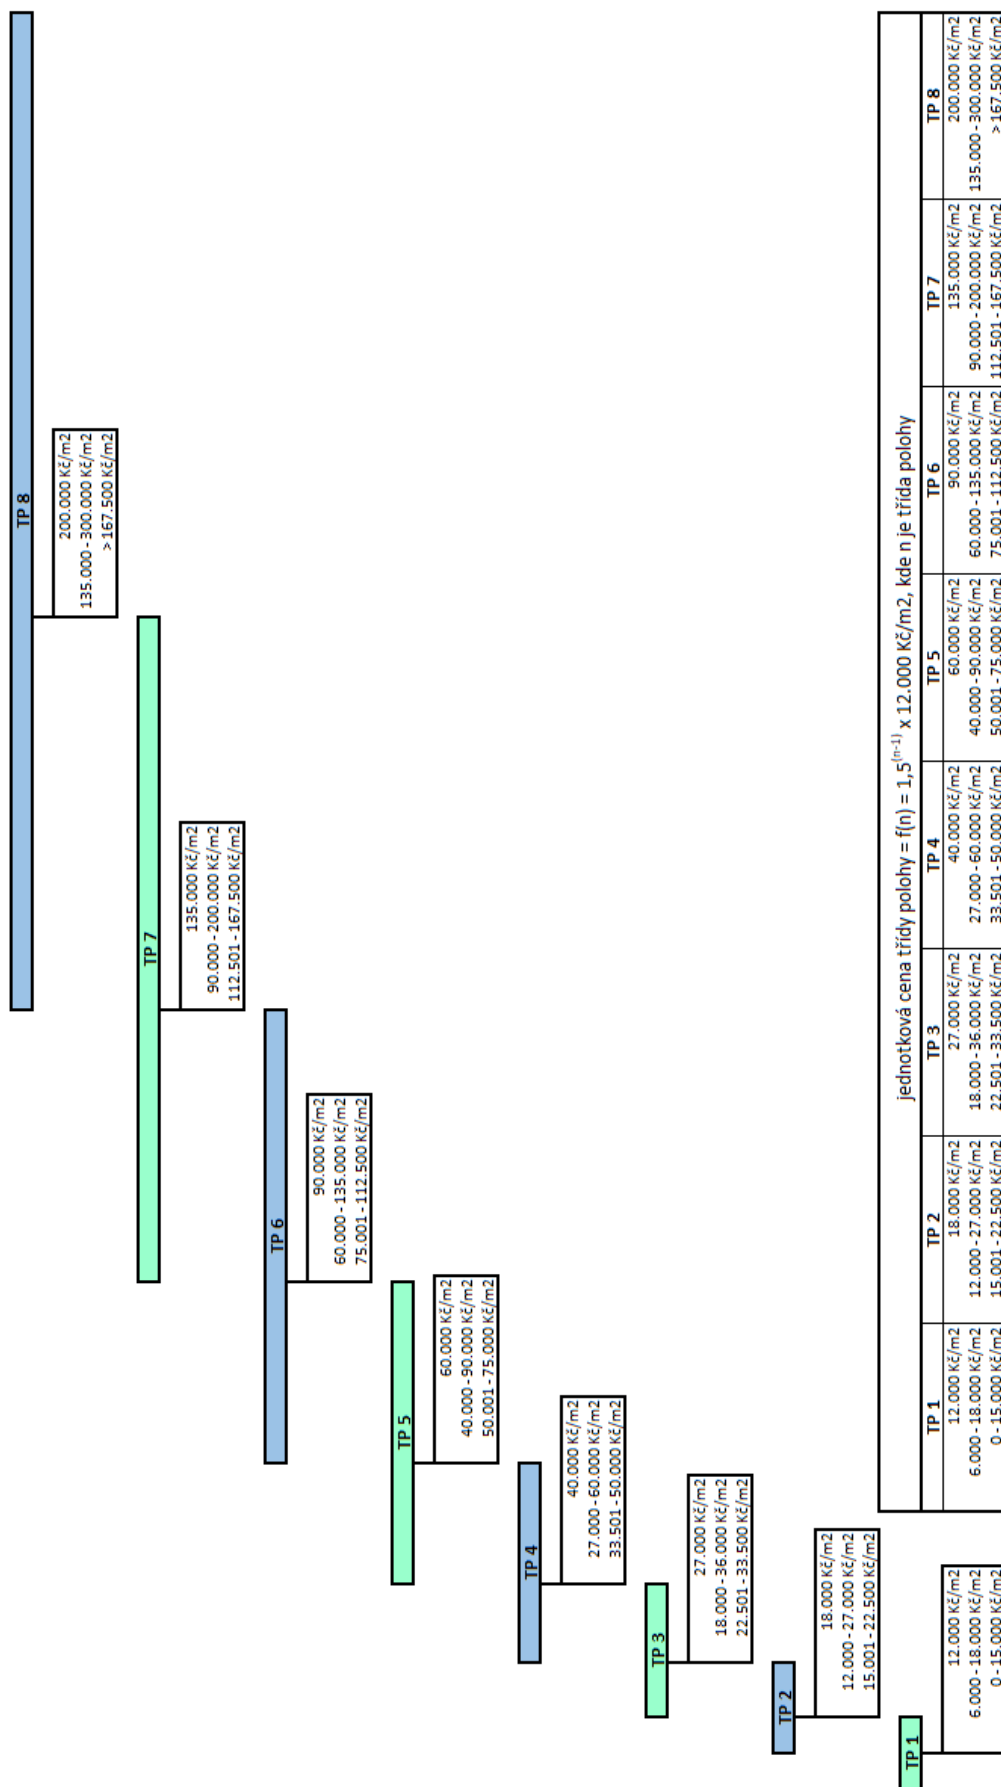 TP 8
200.000 Kč/m2
135.000 - 300.000 Kč/m2
> 167.500 Kč/m2
TP 7
135.000 Kč/m2
90.000 - 200.000 Kč/m2
112.501 - 167.500 Kč/m2
TP 6
90.000 Kč/m2
60.000 - 135.000 Kč/m2
75.001 - 112.500 Kč/m2
TP 5
60.000 Kč/m2
40.000 - 90.000 Kč/m2
50.001 - 75.000 Kč/m2
TP 4
40.000 Kč/m2
27.000 - 60.000 Kč/m2
33.501 - 50.000 Kč/m2
TP 3
27.000 Kč/m2
18.000 - 36.000 Kč/m2
22.501 - 33.500 Kč/m2
TP 2
18.000 Kč/m2
12.000 - 27.000 Kč/m2
15.001 - 22.500 Kč/m2
TP 1
12.000 Kč/m2
6.000 - 18.000 Kč/m2
0 - 15.000 Kč/m2
jednotková cena třídy polohy = f(n) = 1,5⁽ⁿ⁻¹⁾ x 12.000 Kč/m2, kde n je třída polohy
TP 1 TP 2 TP 3 TP 4 TP 5 TP 6 TP 7 TP 8
12.000 Kč/m2 18.000 Kč/m2 27.000 Kč/m2 40.000 Kč/m2 60.000 Kč/m2 90.000 Kč/m2 135.000 Kč/m2 200.000 Kč/m2
6.000 - 18.000 Kč/m2 12.000 - 27.000 Kč/m2 18.000 - 36.000 Kč/m2 27.000 - 60.000 Kč/m2 40.000 - 90.000 Kč/m2 60.000 - 135.000 Kč/m2 90.000 - 200.000 Kč/m2 135.000 - 300.000 Kč/m2
0 - 15.000 Kč/m2 15.001 - 22.500 Kč/m2 22.501 - 33.500 Kč/m2 33.501 - 50.000 Kč/m2 50.001 - 75.000 Kč/m2 75.001 - 112.500 Kč/m2 112.501 - 167.500 Kč/m2 > 167.500 Kč/m2